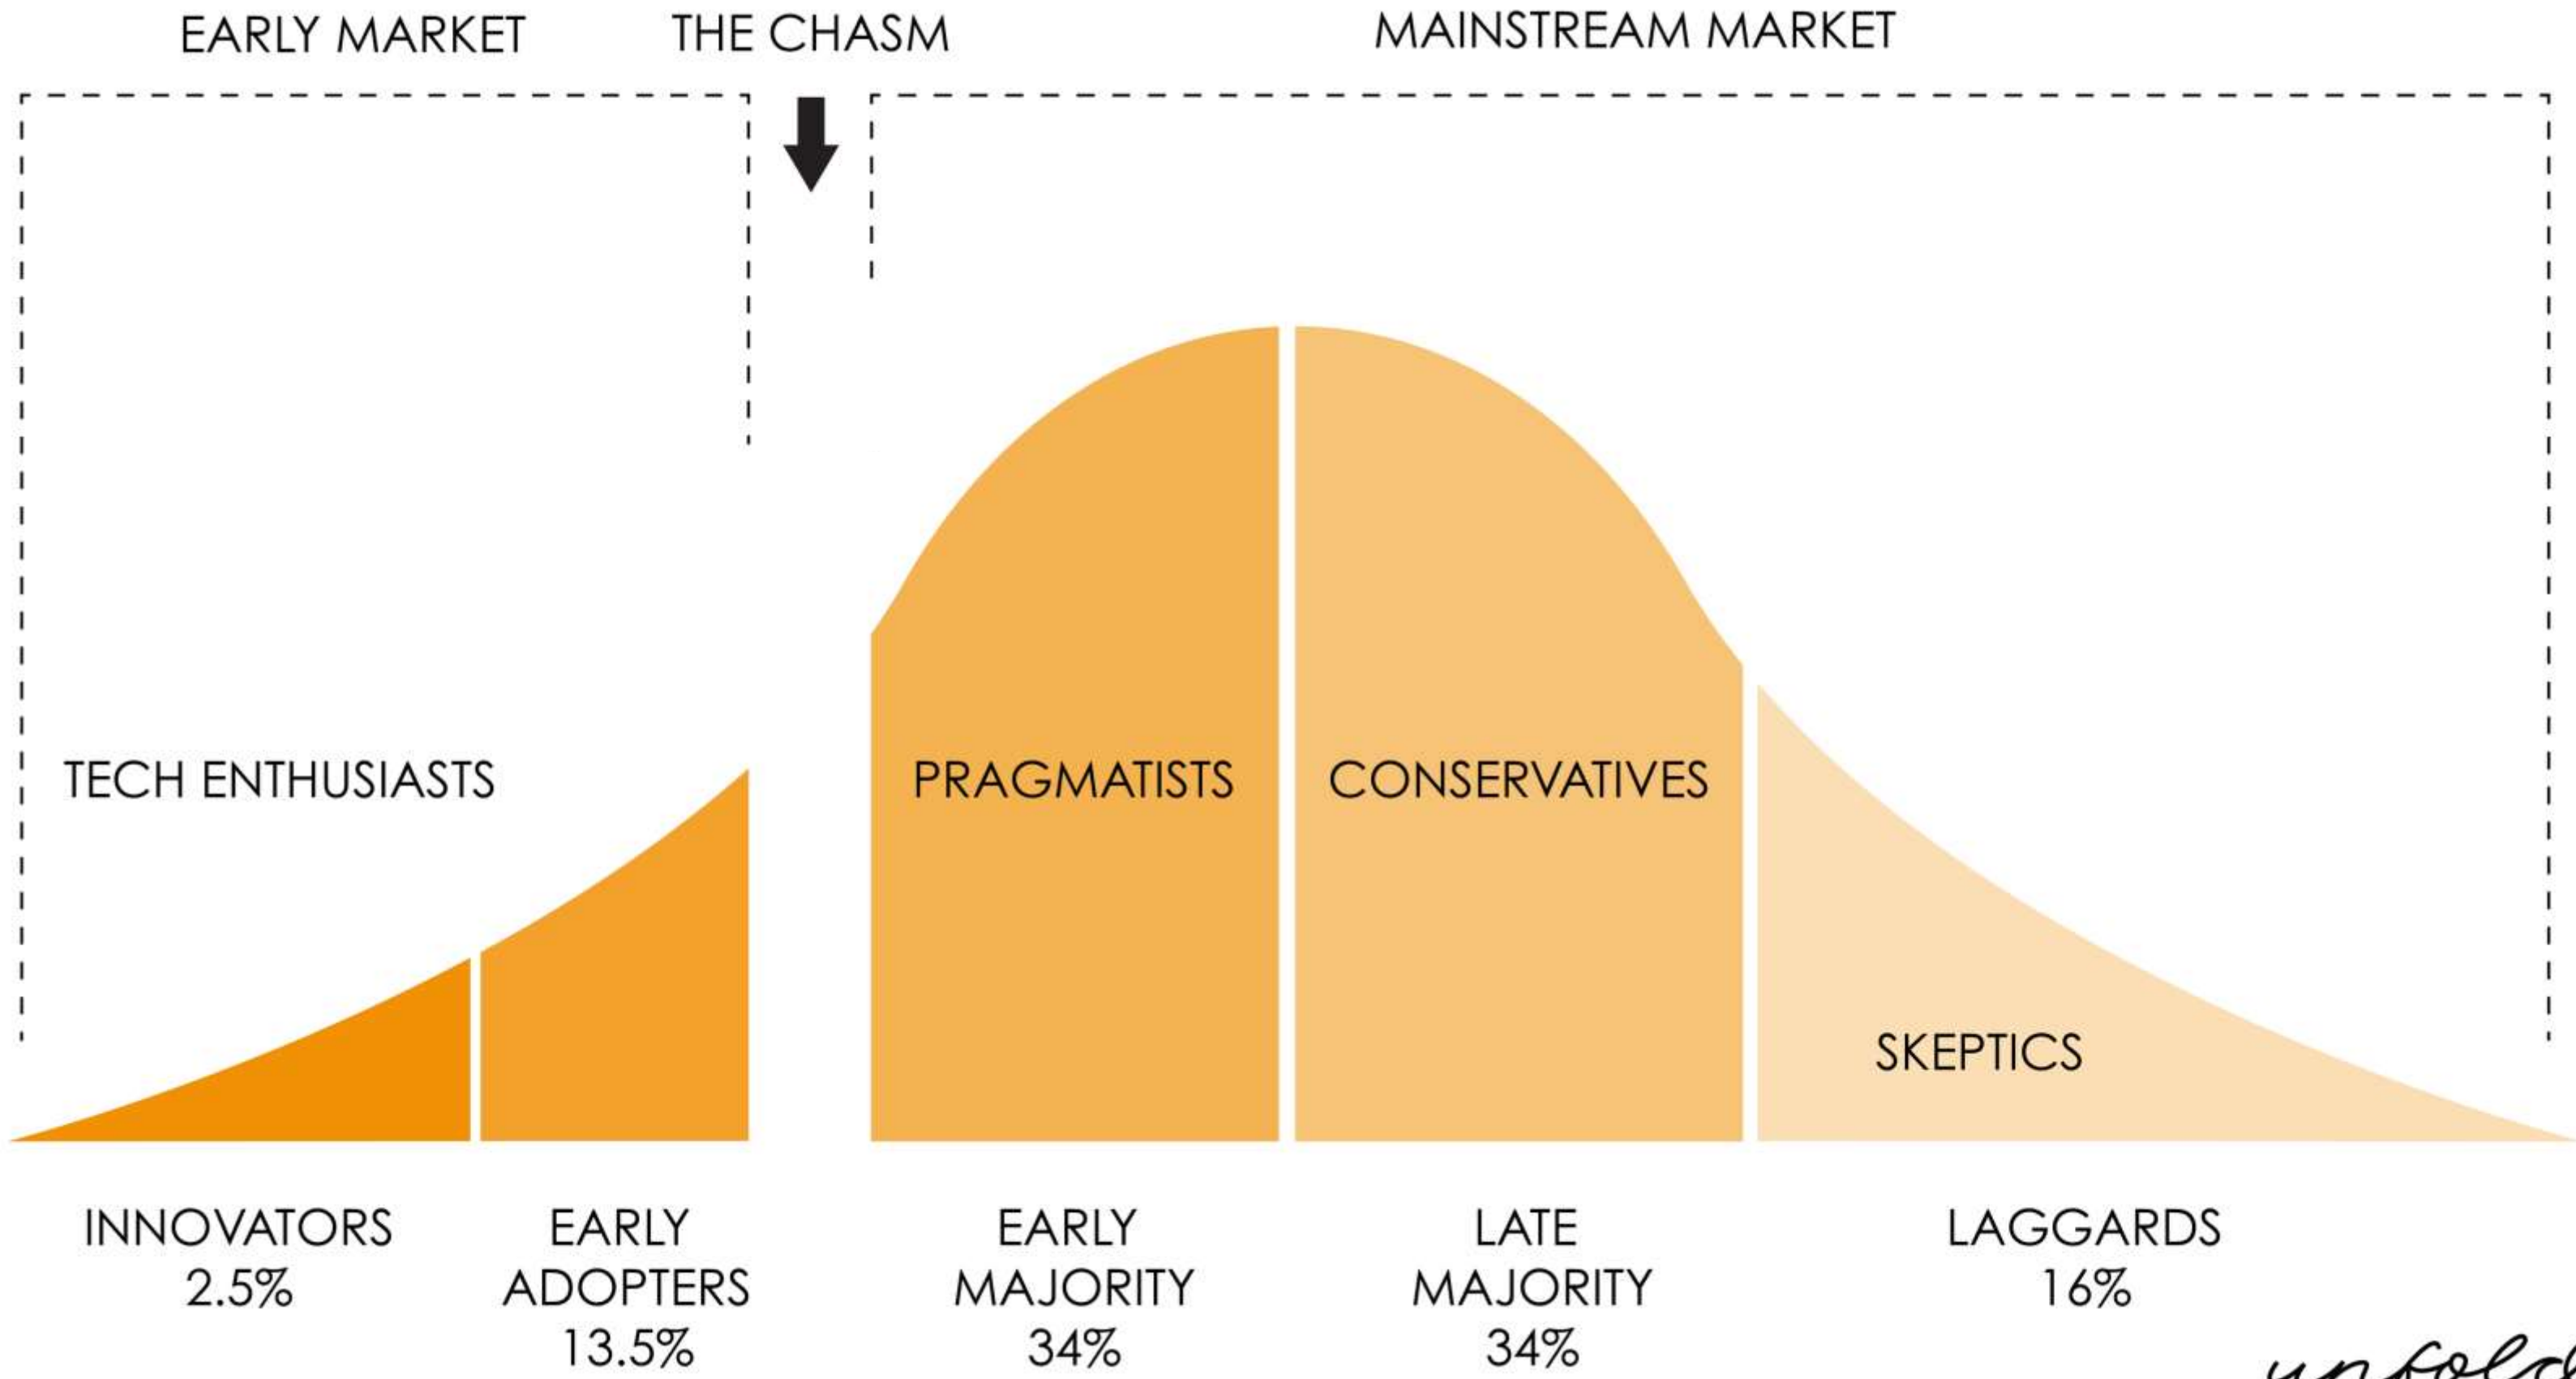 EARLY MARKET
THE CHASM
MAINSTREAM MARKET
TECH ENTHUSIASTS
PRAGMATISTS
CONSERVATIVES
SKEPTICS
INNOVATORS
2.5%
EARLY
ADOPTERS
13.5%
EARLY
MAJORITY
34%
LATE
MAJORITY
34%
LAGGARDS
16%